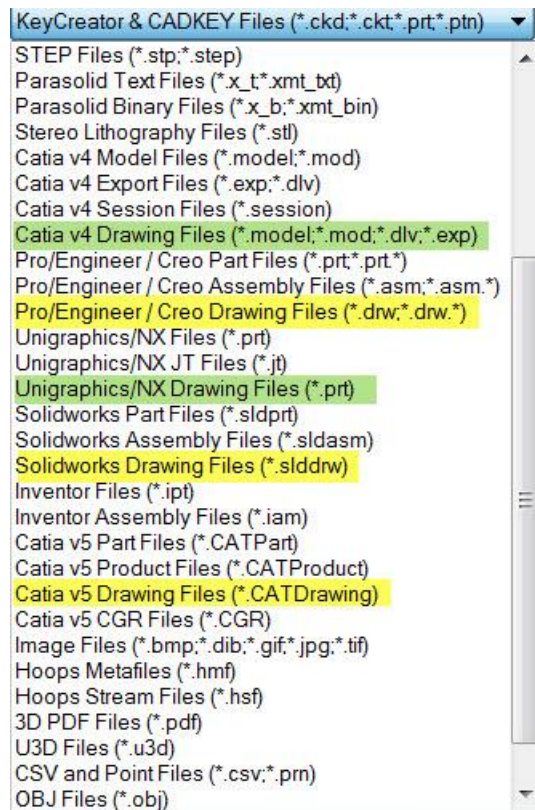 KeyCreator & CADKEY Files (*.ckd;*.ckt;*.prt;*.ptn)
STEP Files (*.stp;*.step)
Parasolid Text Files (*.x_t;*.xmt_txt)
Parasolid Binary Files (*.x_b;*.xmt_bin)
Stereo Lithography Files (*.stl)
Catia v4 Model Files (*.model;*.mod)
Catia v4 Export Files (*.exp;*.dlv)
Catia v4 Session Files (*.session)
Catia v4 Drawing Files (*.model;*.mod;*.dlv;*.exp)
Pro/Engineer / Creo Part Files (*.prt;*.prt.*)
Pro/Engineer / Creo Assembly Files (*.asm;*.asm.*)
Pro/Engineer / Creo Drawing Files (*.drw;*.drw.*)
Unigraphics/NX Files (*.prt)
Unigraphics/NX JT Files (*.jt)
Unigraphics/NX Drawing Files (*.prt)
Solidworks Part Files (*.sldprt)
Solidworks Assembly Files (*.sldasm)
Solidworks Drawing Files (*.slddrw)
Inventor Files (*.ipt)
Inventor Assembly Files (*.iam)
Catia v5 Part Files (*.CATPart)
Catia v5 Product Files (*.CATProduct)
Catia v5 Drawing Files (*.CATDrawing)
Catia v5 CGR Files (*.CGR)
Image Files (*.bmp;*.dib;*.gif;*.jpg;*.tif)
Hoops Metafiles (*.hmf)
Hoops Stream Files (*.hsf)
3D PDF Files (*.pdf)
U3D Files (*.u3d)
CSV and Point Files (*.csv;*.prn)
OBJ Files (*.obj)